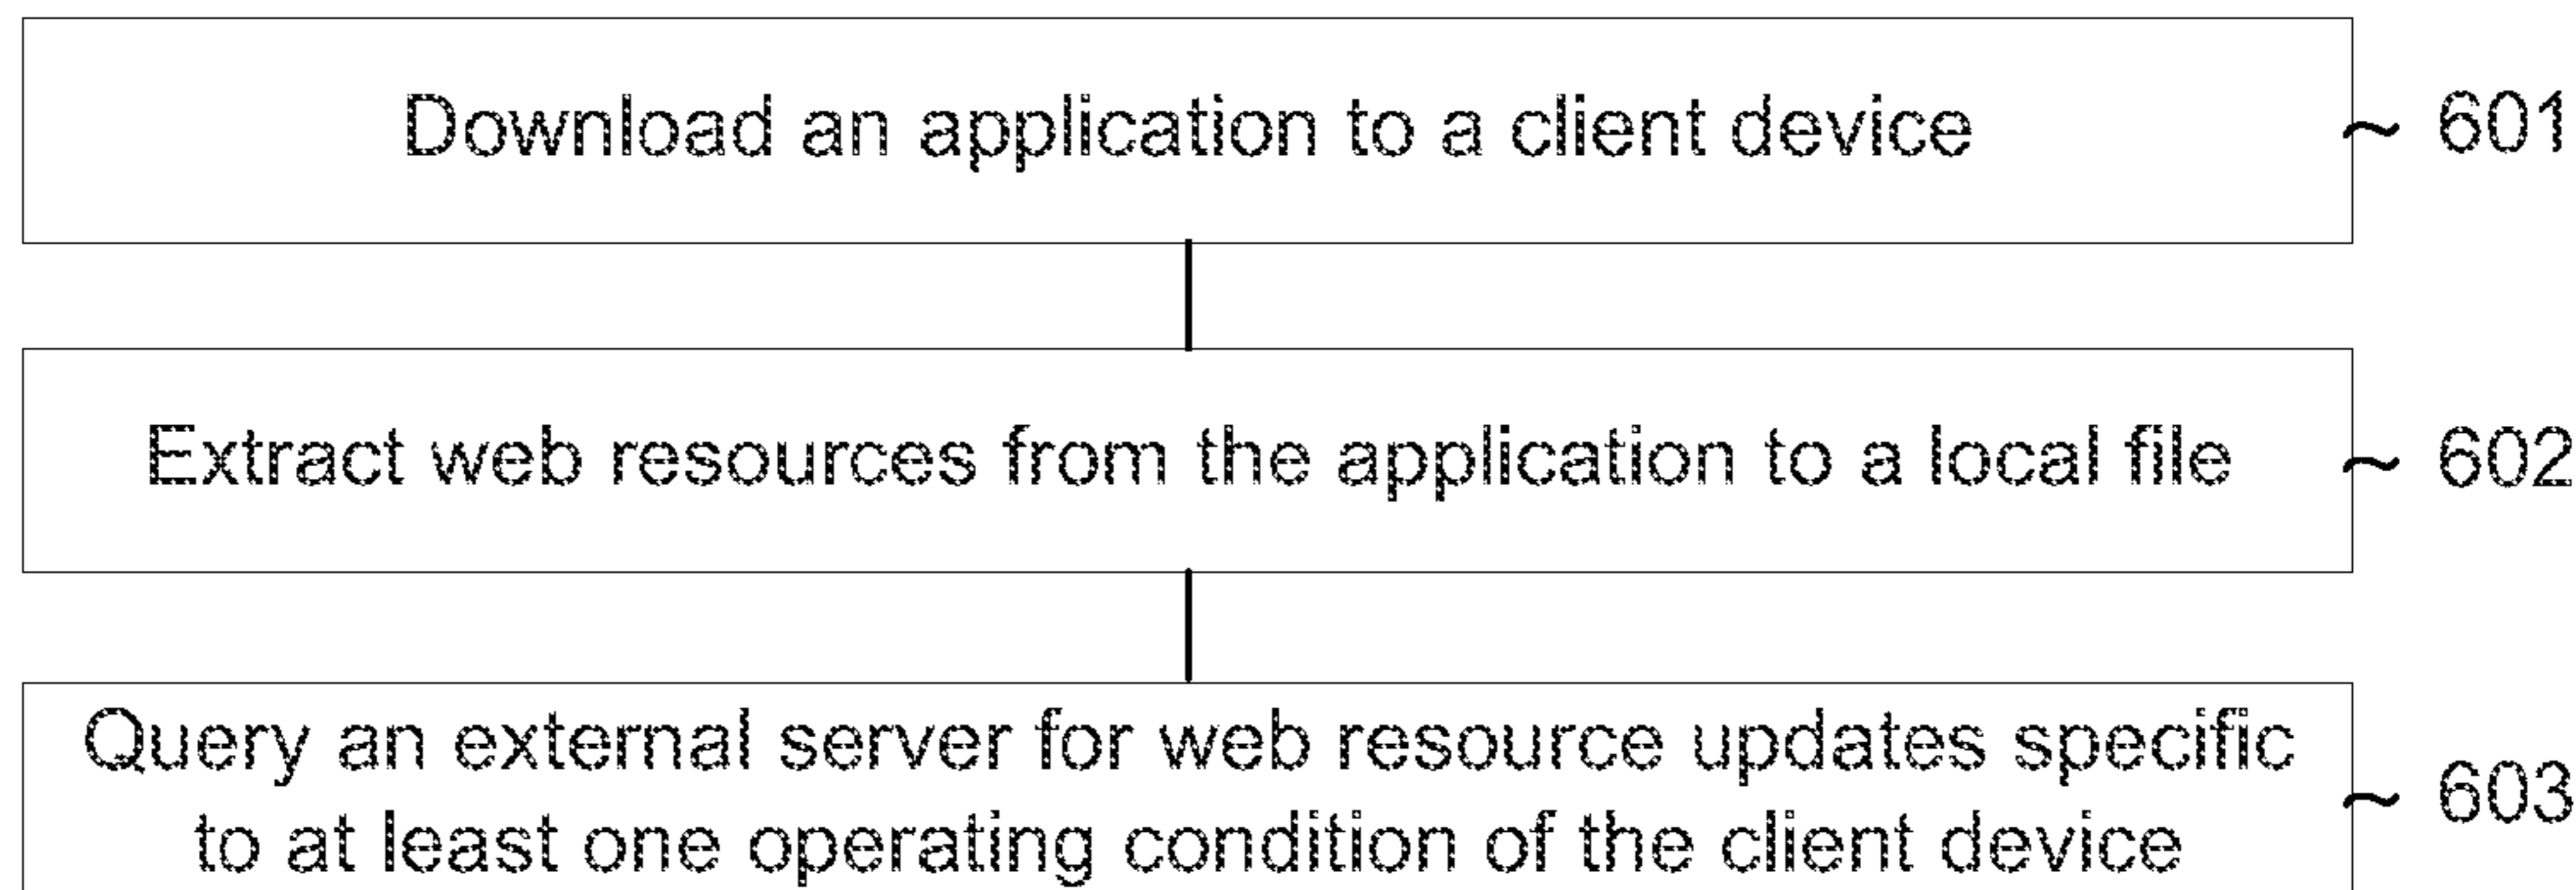 Download an application to a client device
~ 601
Extract web resources from the application to a local file
~ 602
Query an external server for web resource updates specific
to at least one operating condition of the client device
~ 603